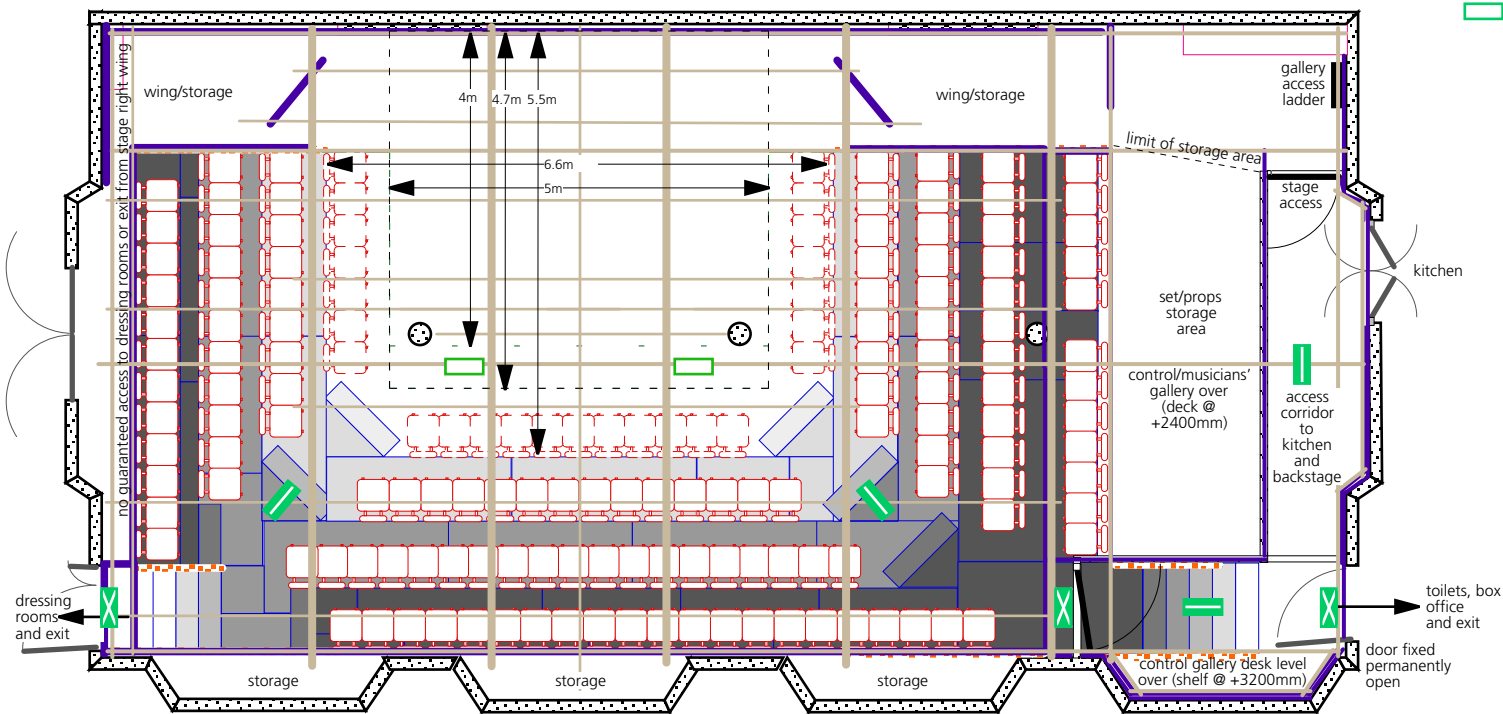 wing/storage
4m
4.7m
5.5m
wing/storage
gallery
access
ladder
limit of storage area
6.6m
5m
stage
access
no quaranteed access to dressing rooms or exit from stage right wing
kitchen
set/props
storage
area
control/musicians’
gallery over
(deck @
+2400mm)
access
corridor
to
kitchen
and
backstage
dressing
rooms
and exit
toilets, box
office
and exit
door fixed
permanently
open
control gallery desk level
over (shelf @ +3200mm)
storage
storage
storage